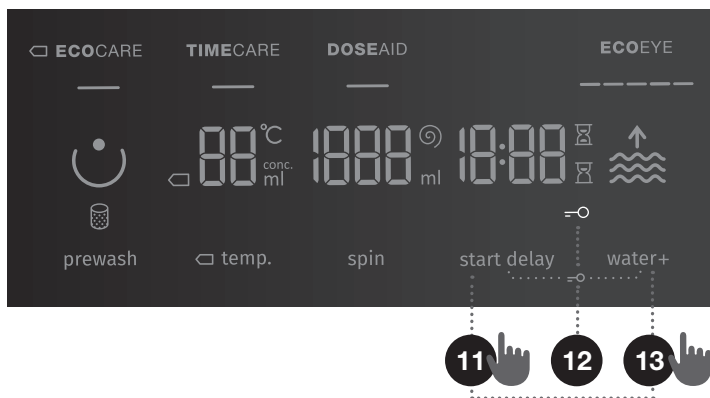 ECOCARE TIMECARE DOSEAID ECOEYE
88 °C conc. ml 1888 ml 18:88
prewash temp. spin start delay water+
11 12 13